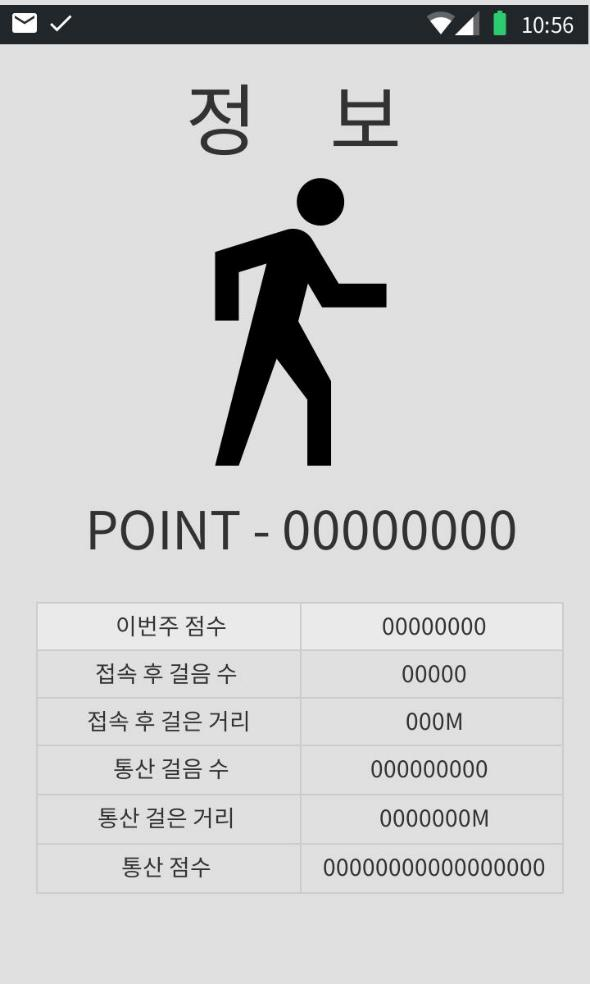 10:56
정 보
POINT - 00000000
이번주 점수 00000000
접속 후 걸음 수 00000
접속 후 걸은 거리 000M
통산 걸음 수 000000000
통산 걸은 거리 0000000M
통산 점수 00000000000000000